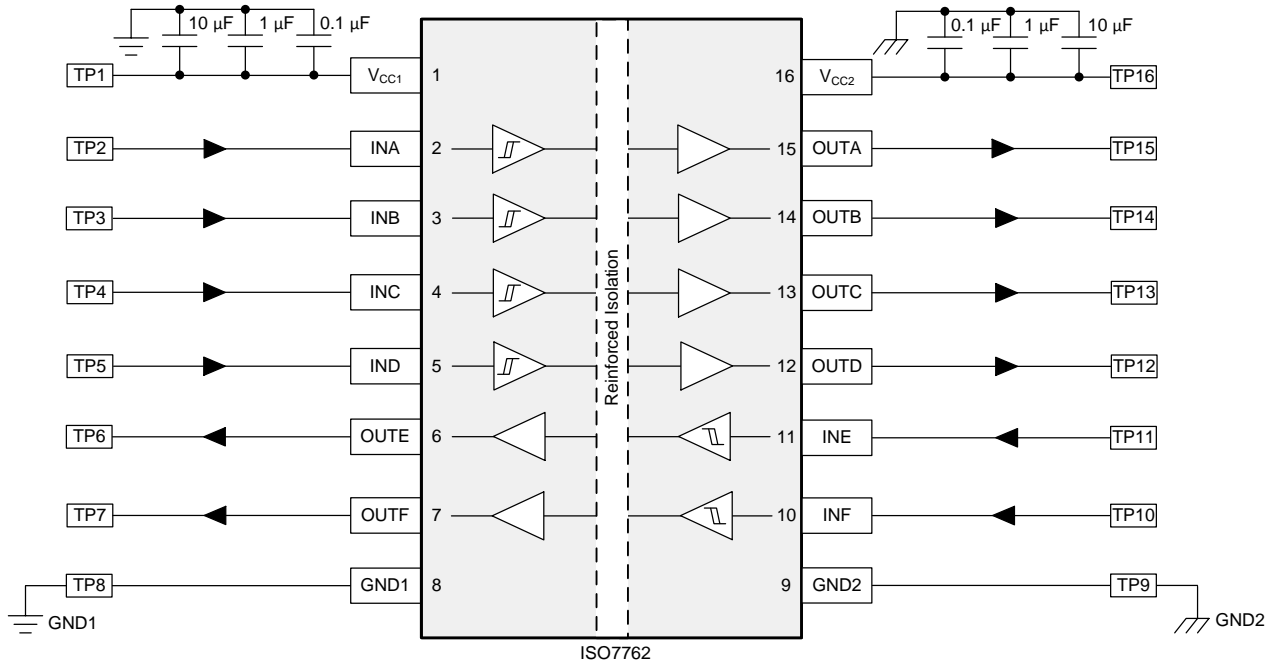 10 µF 1 µF 0.1 µF
0.1 µF 1 µF 10 µF
TP1 VCC1 1 16 VCC2 TP16
TP2 INA 2 15 OUTA TP15
TP3 INB 3 14 OUTB TP14
TP4 INC 4 13 OUTC TP13
TP5 IND 5 12 OUTD TP12
TP6 OUTE 6 11 INE TP11
TP7 OUTF 7 10 INF TP10
TP8 GND1 8 9 GND2 TP9
Reinforced Isolation
GND1
GND2
ISO7762